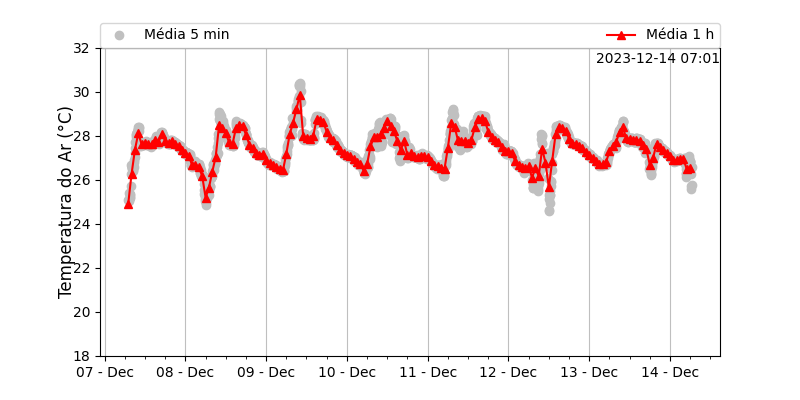 Média 5 min
Média 1 h
2023-12-14 07:01
Temperatura do Ar (°C)
32
30
28
26
24
22
20
18
07 - Dec
08 - Dec
09 - Dec
10 - Dec
11 - Dec
12 - Dec
13 - Dec
14 - Dec